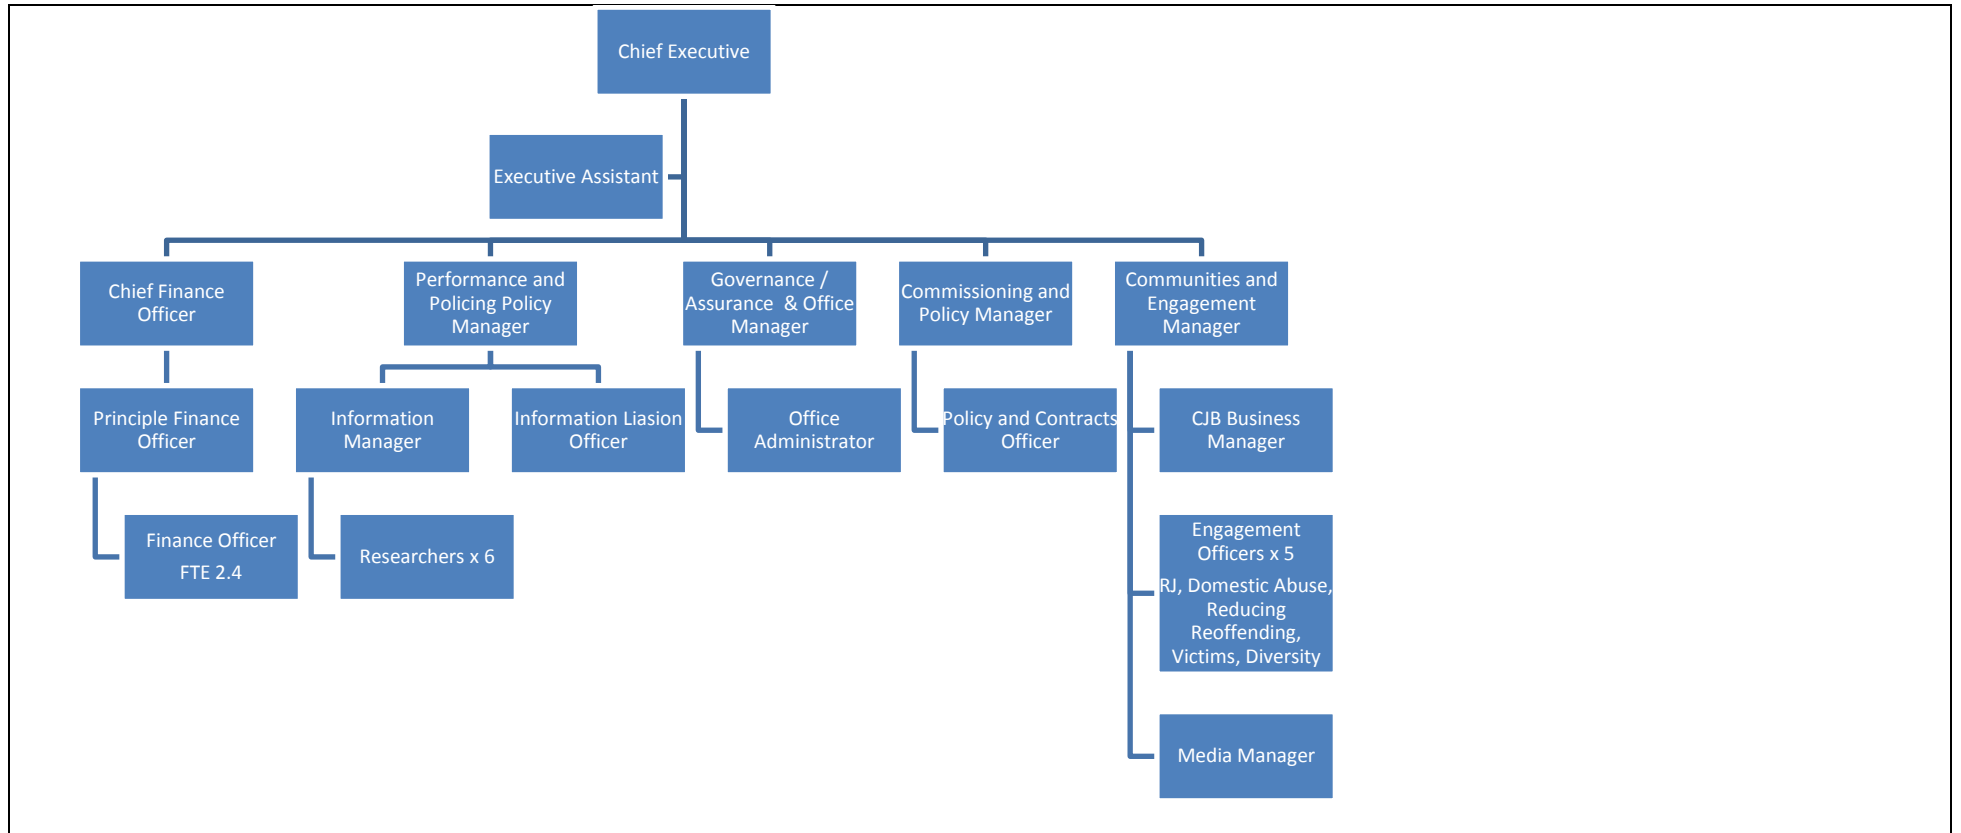 Chief Executive
Executive Assistant
Chief Finance
Officer
Performance and
Policing Policy
Manager
Governance /
Assurance & Office
Manager
Commissioning and
Policy Manager
Communities and
Engagement
Manager
Principle Finance
Officer
Information
Manager
Information Liasion
Officer
Office
Administrator
Policy and Contracts
Officer
CJB Business
Manager
Finance Officer
FTE 2.4
Researchers x 6
Engagement
Officers x 5
RJ, Domestic Abuse,
Reducing
Reoffending,
Victims, Diversity
Media Manager